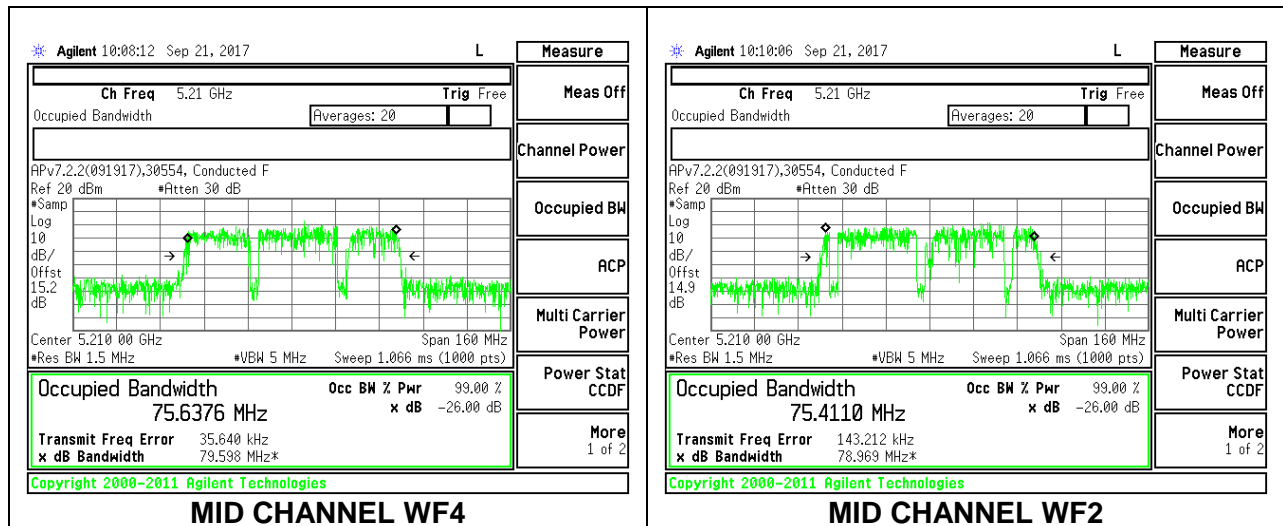 Agilent 10:08:12 Sep 21, 2017 L
Measure
Ch Freq 5.21 GHz Trig Free
Occupied Bandwidth Averages: 20
APv7.2.2(091917),30554, Conducted F
Ref 20 dBm #Atten 30 dB
#Samp
Log
10
dB/
Offst
15.2
dB
Center 5.210 00 GHz Span 160 MHz
#Res BW 1.5 MHz #VBW 5 MHz Sweep 1.066 ms (1000 pts)
Occupied Bandwidth Occ BW % Pwr 99.00 %
75.6376 MHz x dB -26.00 dB
Transmit Freq Error 35.640 kHz
x dB Bandwidth 79.598 MHz*
Meas Off
Channel Power
Occupied BW
ACP
Multi Carrier
Power
Power Stat
CCDF
More
1 of 2
Copyright 2000-2011 Agilent Technologies
MID CHANNEL WF4
Agilent 10:10:06 Sep 21, 2017 L
Measure
Ch Freq 5.21 GHz Trig Free
Occupied Bandwidth Averages: 20
APv7.2.2(091917),30554, Conducted F
Ref 20 dBm #Atten 30 dB
#Samp
Log
10
dB/
Offst
14.9
dB
Center 5.210 00 GHz Span 160 MHz
#Res BW 1.5 MHz #VBW 5 MHz Sweep 1.066 ms (1000 pts)
Occupied Bandwidth Occ BW % Pwr 99.00 %
75.4110 MHz x dB -26.00 dB
Transmit Freq Error 143.212 kHz
x dB Bandwidth 78.969 MHz*
Meas Off
Channel Power
Occupied BW
ACP
Multi Carrier
Power
Power Stat
CCDF
More
1 of 2
Copyright 2000-2011 Agilent Technologies
MID CHANNEL WF2